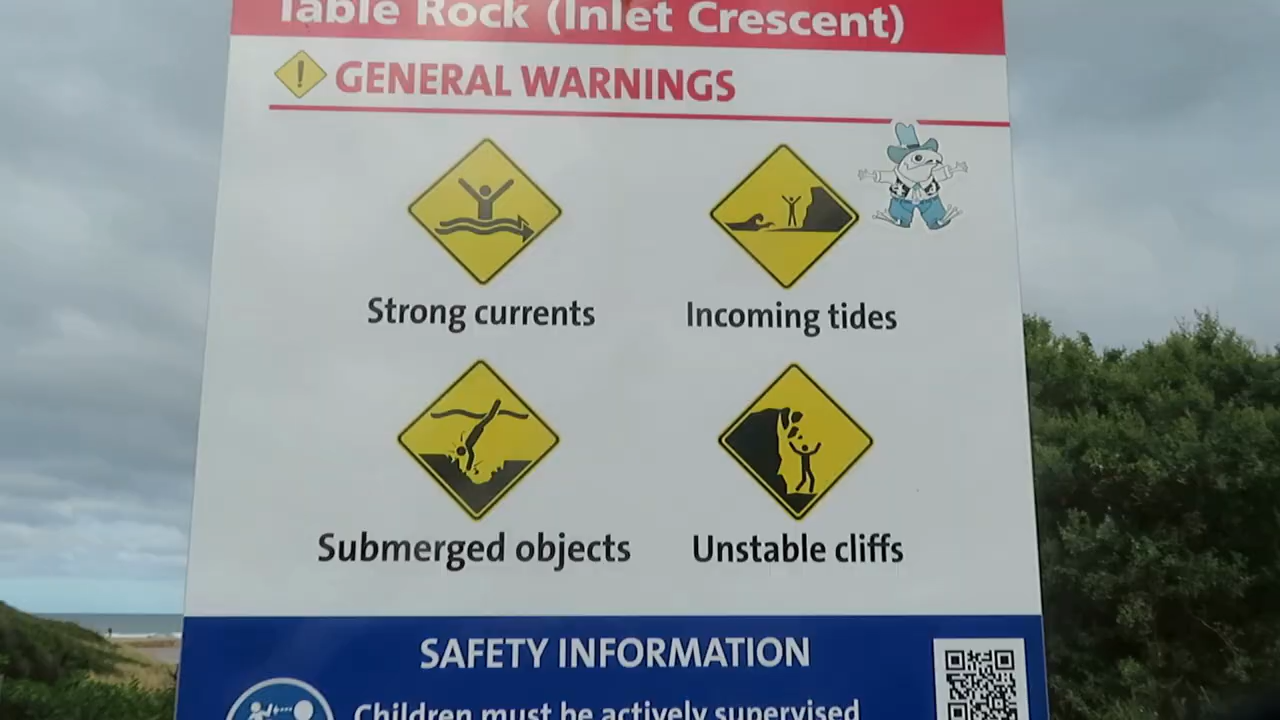 Table Rock (Inlet Crescent)
GENERAL WARNINGS
Strong currents
Incoming tides
Submerged objects
Unstable cliffs
SAFETY INFORMATION
Children must be actively supervised